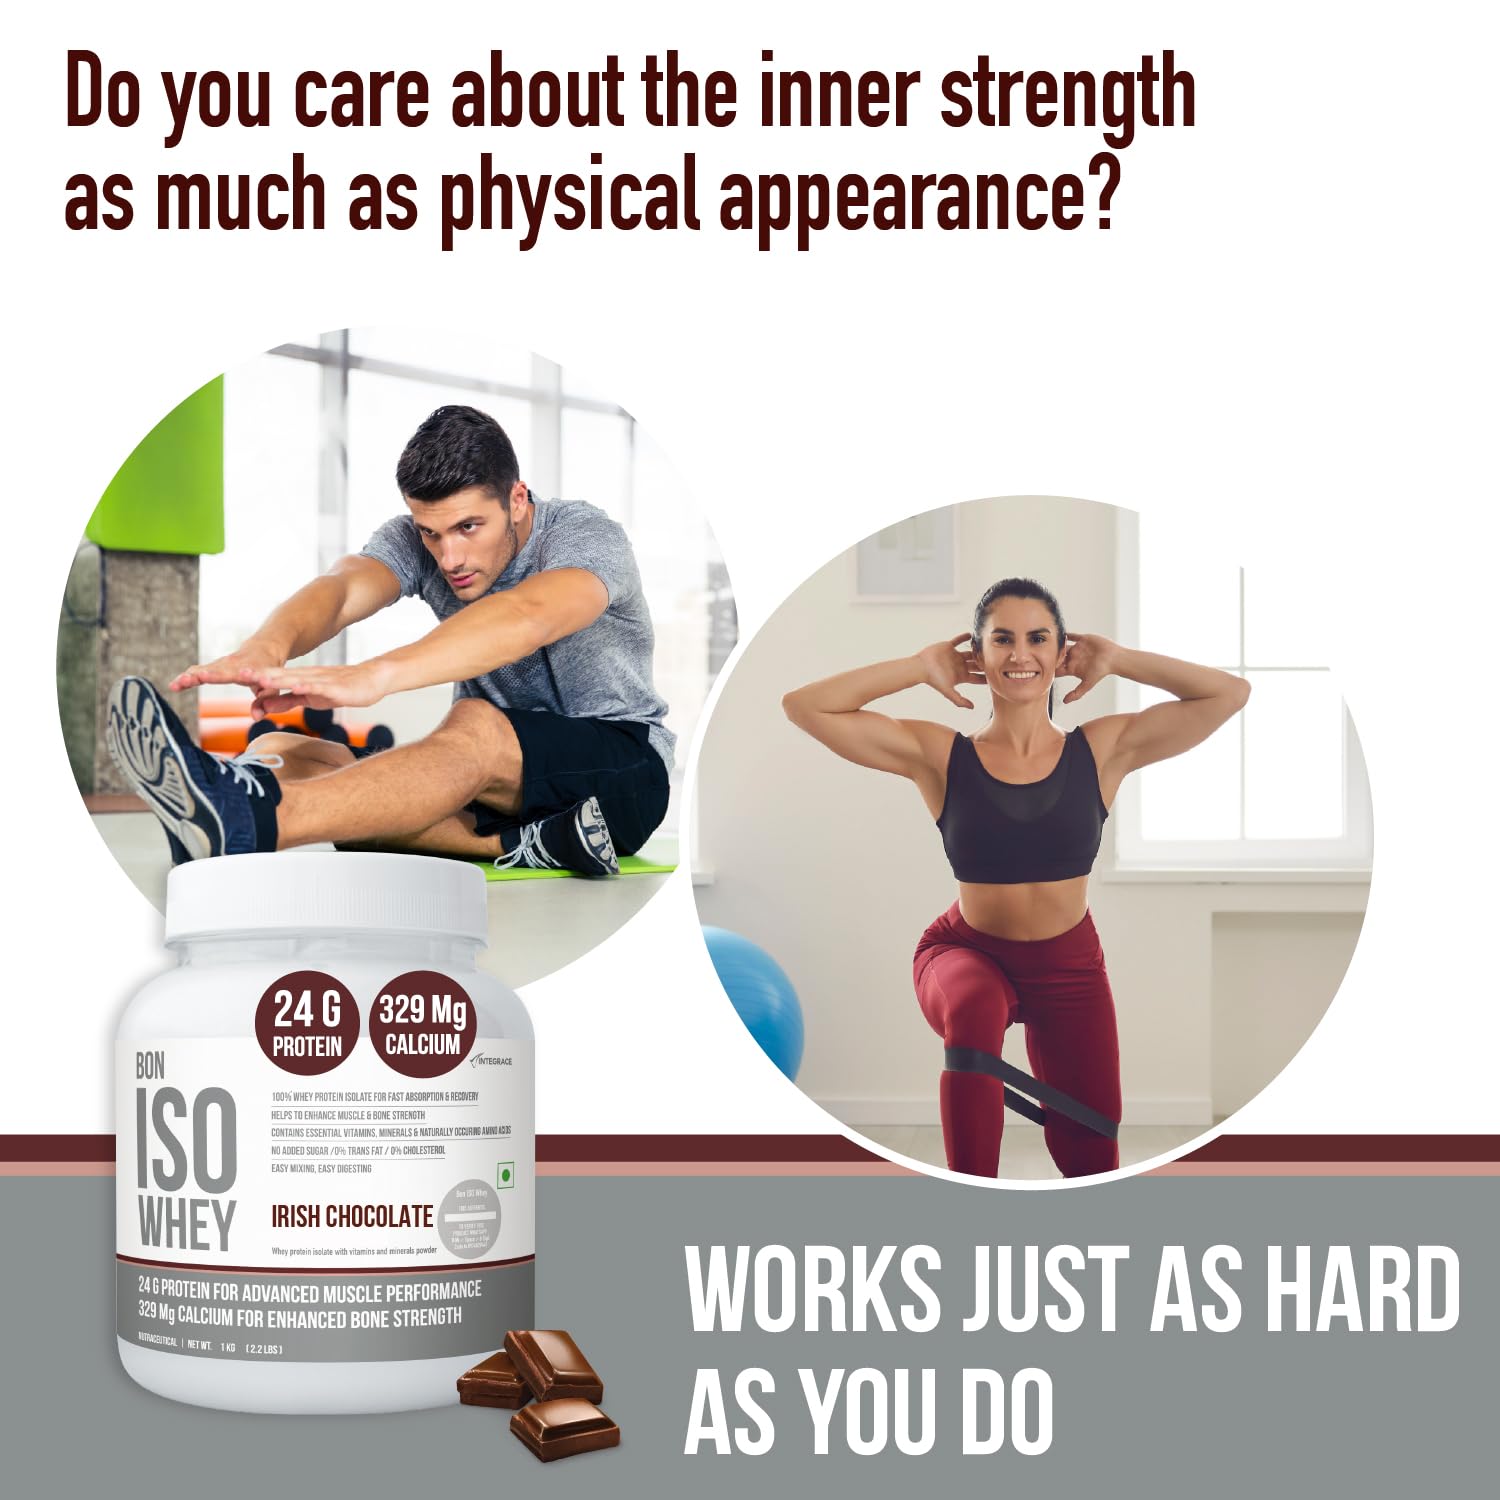 Do you care about the inner strength
as much as physical appearance?
24 G
PROTEIN
329 Mg
CALCIUM
INTEGRACE
BON
ISO
WHEY
100% WHEY PROTEIN ISOLATE FOR FAST ABSORPTION & RECOVERY
HELPS TO ENHANCE MUSCLE & BONE STRENGTH
CONTAINS ESSENTIAL VITAMINS, MINERALS & NATURALLY OCCURING AMINO ACIDS
NO ADDED SUGAR / 0% TRANS FAT / 0% CHOLESTEROL
EASY MIXING, EASY DIGESTING
IRISH CHOCOLATE
Bon ISO Whey
Whey protein isolate with vitamins and minerals powder
24 G PROTEIN FOR ADVANCED MUSCLE PERFORMANCE
329 Mg CALCIUM FOR ENHANCED BONE STRENGTH
NUTRACEUTICAL | NET WT. 1 KG (2.2 LBS)
WORKS JUST AS HARD
AS YOU DO